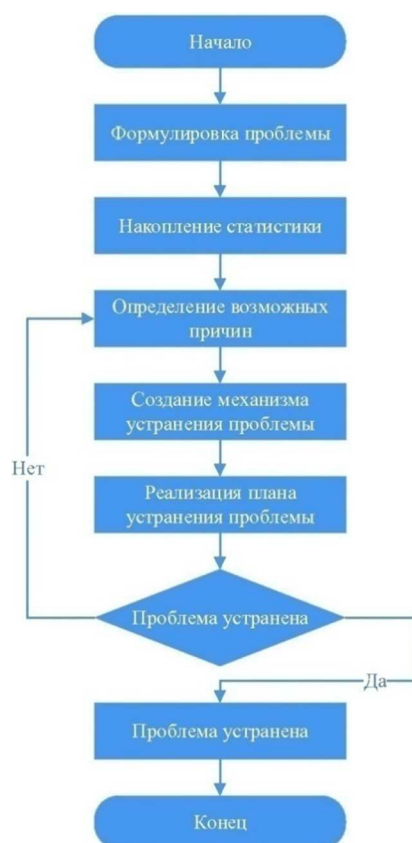 Начало
Формулировка проблемы
Накопление статистики
Определение возможных
причин
Создание механизма
устранения проблемы
Нет
Реализация плана
устранения проблемы
Проблема устранена
Да
Проблема устранена
Конец